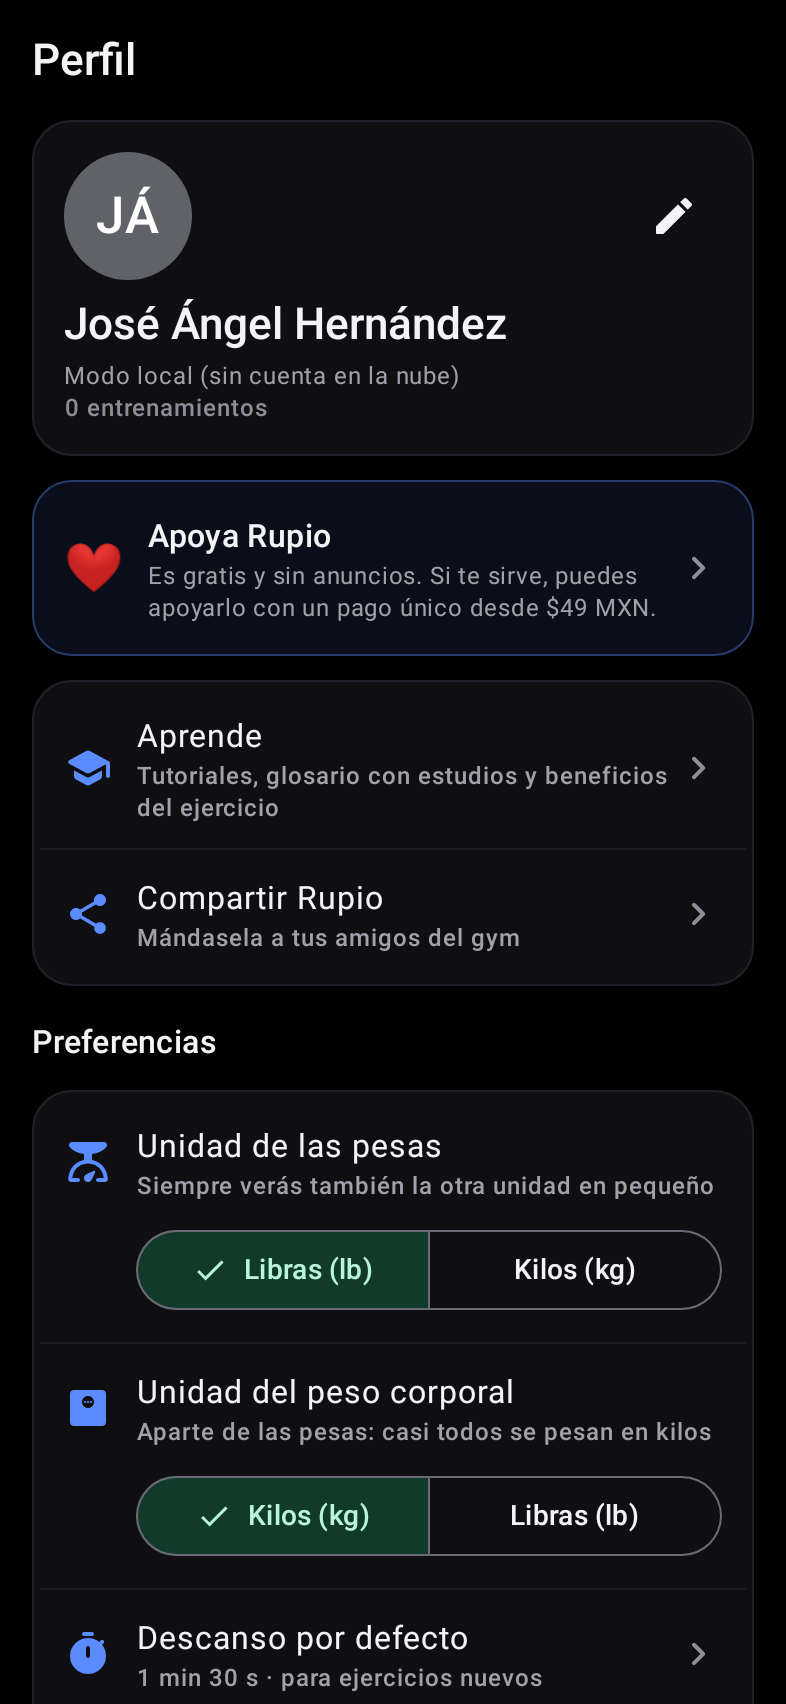 Perfil
JÁ
José Ángel Hernández
Modo local (sin cuenta en la nube)
0 entrenamientos
Apoya Rupio
Es gratis y sin anuncios. Si te sirve, puedes
apoyarlo con un pago único desde $49 MXN.
Aprende
Tutoriales, glosario con estudios y beneficios
del ejercicio
Compartir Rupio
Mándasela a tus amigos del gym
Preferencias
Unidad de las pesas
Siempre verás también la otra unidad en pequeño
Libras (lb)
Kilos (kg)
Unidad del peso corporal
Aparte de las pesas: casi todos se pesan en kilos
Kilos (kg)
Libras (lb)
Descanso por defecto
1 min 30 s · para ejercicios nuevos